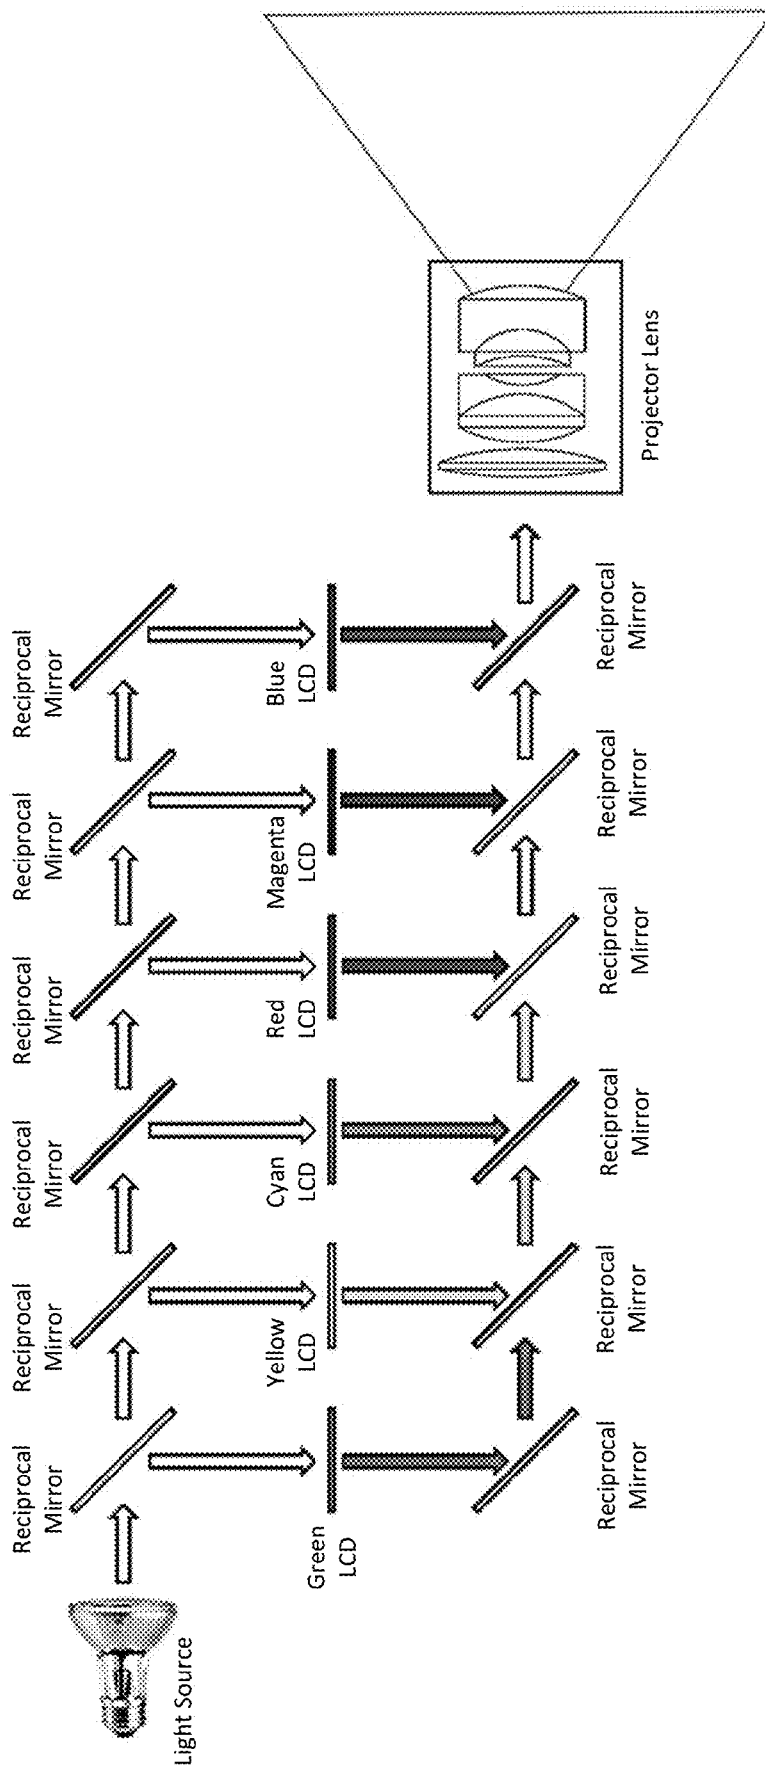 Light Source
Reciprocal
Mirror
Reciprocal
Mirror
Reciprocal
Mirror
Reciprocal
Mirror
Reciprocal
Mirror
Reciprocal
Mirror
Green
LCD
Yellow
LCD
Cyan
LCD
Red
LCD
Magenta
LCD
Blue
LCD
Reciprocal
Mirror
Reciprocal
Mirror
Reciprocal
Mirror
Reciprocal
Mirror
Reciprocal
Mirror
Reciprocal
Mirror
Projector Lens